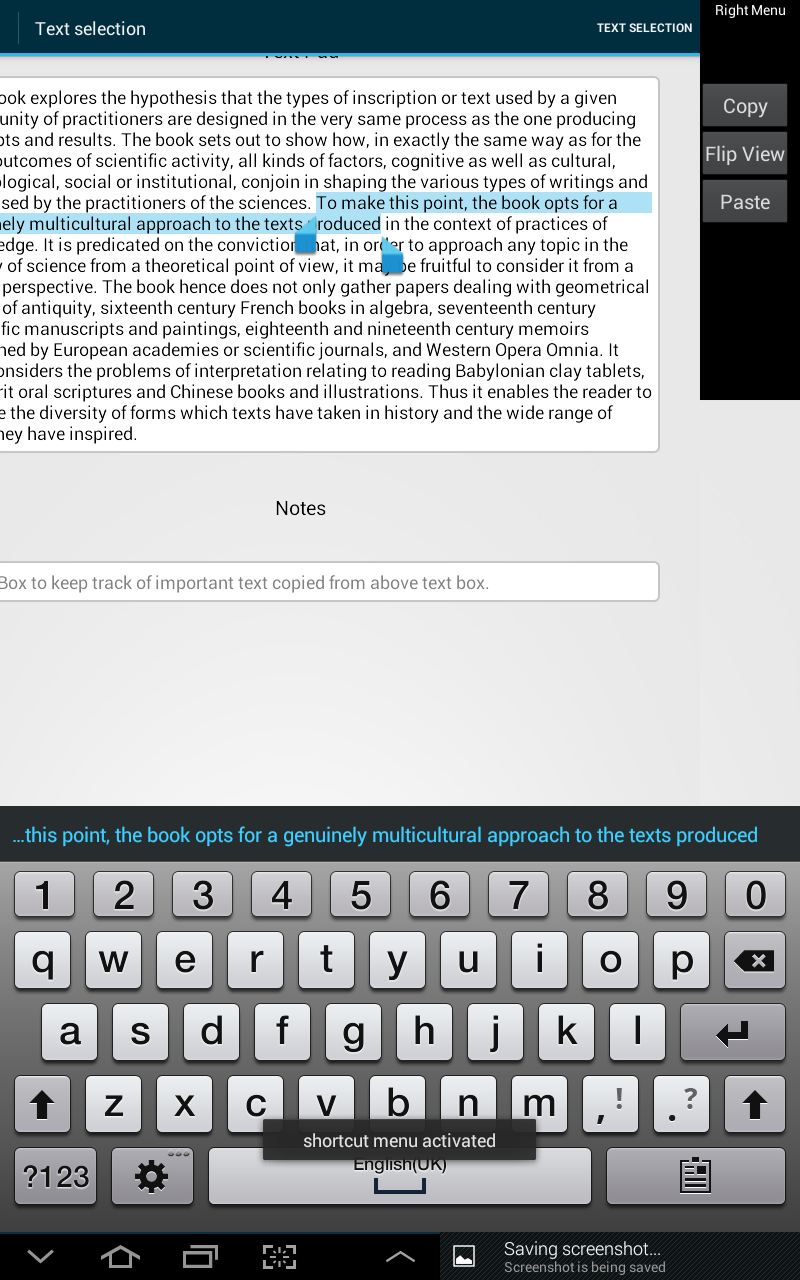 Text selection
TEXT SELECTION
Right Menu
Copy
Flip View
Paste
ook explores the hypothesis that the types of inscription or text used by a given
unity of practitioners are designed in the very same process as the one producing
pts and results. The book sets out to show how, in exactly the same way as for the
outcomes of scientific activity, all kinds of factors, cognitive as well as cultural,
ological, social or institutional, conjoin in shaping the various types of writings and
sed by the practitioners of the sciences. To make this point, the book opts for a
nely multicultural approach to the texts produced in the context of practices of
edge. It is predicated on the conviction that, in order to approach any topic in the
y of science from a theoretical point of view, it may be fruitful to consider it from a
perspective. The book hence does not only gather papers dealing with geometrical
of antiquity, sixteenth century French books in algebra, seventeenth century
fic manuscripts and paintings, eighteenth and nineteenth century memoirs
ned by European academies or scientific journals, and Western Opera Omnia. It
onsiders the problems of interpretation relating to reading Babylonian clay tablets,
rit oral scriptures and Chinese books and illustrations. Thus it enables the reader to
e the diversity of forms which texts have taken in history and the wide range of
hey have inspired.
Notes
Box to keep track of important text copied from above text box.
...this point, the book opts for a genuinely multicultural approach to the texts produced
1 2 3 4 5 6 7 8 9 0
q w e r t y u i o p
a s d f g h j k l
z x c v b n m , ! . ?
shortcut menu activated
?123
English(UK)
Saving screenshot...
Screenshot is being saved